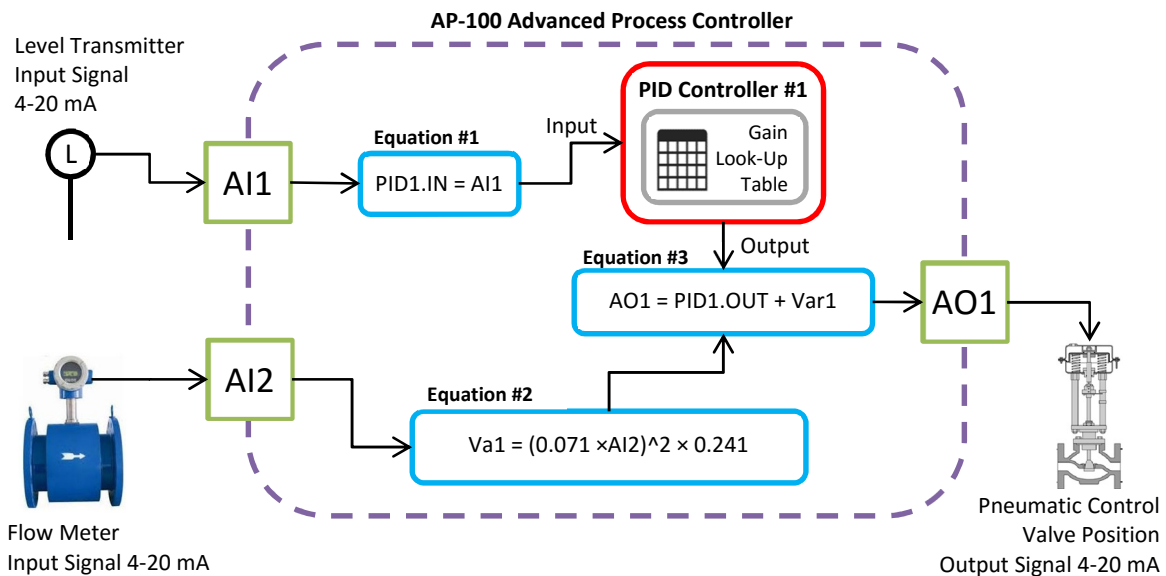 AP-100 Advanced Process Controller
Level Transmitter
Input Signal
4-20 mA
L
AI1
Equation #1
PID1.IN = AI1
Input
PID Controller #1
Gain
Look-Up
Table
Output
Equation #3
AO1 = PID1.OUT + Var1
AO1
AI2
Equation #2
Va1 = (0.071 ×AI2)^2 × 0.241
Flow Meter
Input Signal 4-20 mA
Pneumatic Control
Valve Position
Output Signal 4-20 mA